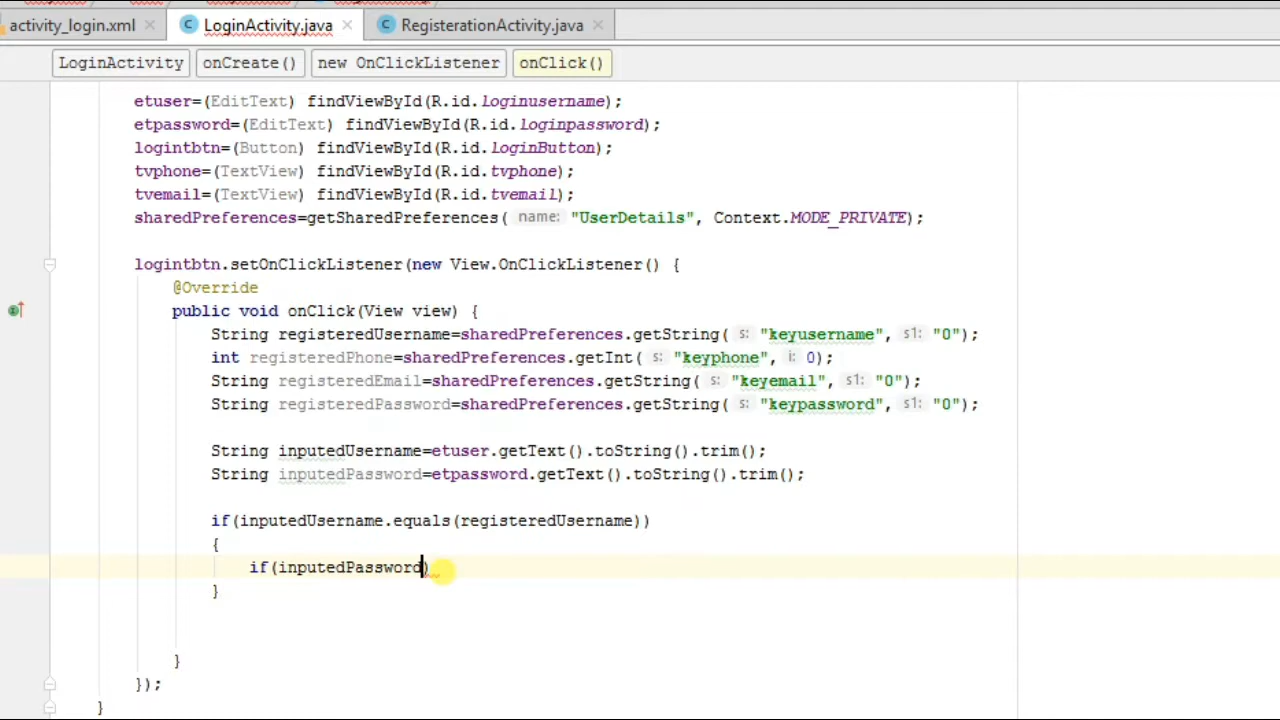 activity_login.xml LoginActivity.java RegisterationActivity.java
LoginActivity onCreate() new OnClickListener onClick()
etuser=(EditText) findViewById(R.id.loginusername);
etpassword=(EditText) findViewById(R.id.loginpassword);
logintbtn=(Button) findViewById(R.id.loginButton);
tvphone=(TextView) findViewById(R.id.tvphone);
tvemail=(TextView) findViewById(R.id.tvemail);
sharedPreferences=getSharedPreferences( name: "UserDetails", Context.MODE_PRIVATE);
logintbtn.setOnClickListener(new View.OnClickListener() {
@Override
public void onClick(View view) {
String registeredUsername=sharedPreferences.getString( s: "keyusername", s1: "0");
int registeredPhone=sharedPreferences.getInt( s: "keyphone", i: 0);
String registeredEmail=sharedPreferences.getString( s: "keyemail", s1: "0");
String registeredPassword=sharedPreferences.getString( s: "keypassword", s1: "0");
String inputedUsername=etuser.getText().toString().trim();
String inputedPassword=etpassword.getText().toString().trim();
if(inputedUsername.equals(registeredUsername))
{
if(inputedPassword)
}
}
});
}